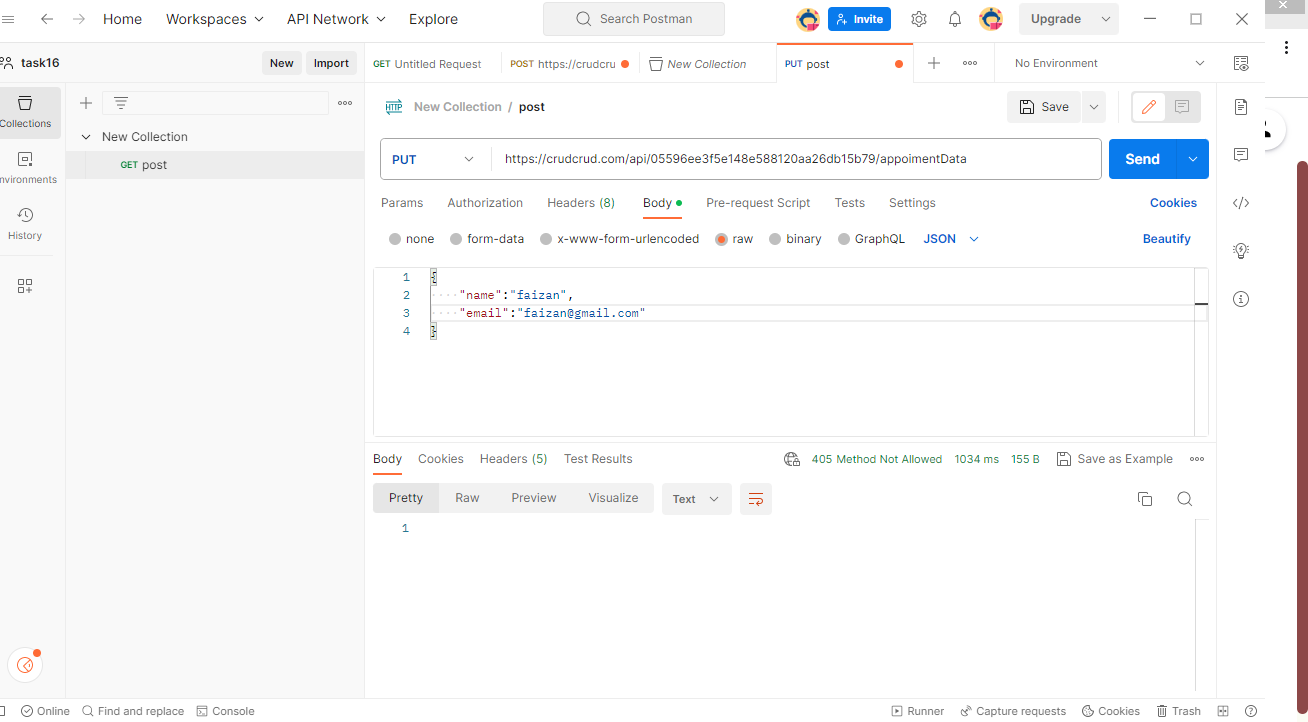 Home Workspaces API Network Explore Search Postman Invite Upgrade
task16 New Import GET Untitled Request POST https://crudcru New Collection PUT post No Environment
New Collection / post Save
Collections
New Collection
GET post
PUT https://crudcrud.com/api/05596ee3f5e148e588120aa26db15b79/appoimentData Send
nvironments
History
Params Authorization Headers (8) Body Pre-request Script Tests Settings Cookies
none form-data x-www-form-urlencoded raw binary GraphQL JSON Beautify
1 {
2 "name":"faizan",
3 "email":"faizan@gmail.com"
4 }
Body Cookies Headers (5) Test Results 405 Method Not Allowed 1034 ms 155 B Save as Example
Pretty Raw Preview Visualize Text
1
Online Find and replace Console Runner Capture requests Cookies Trash